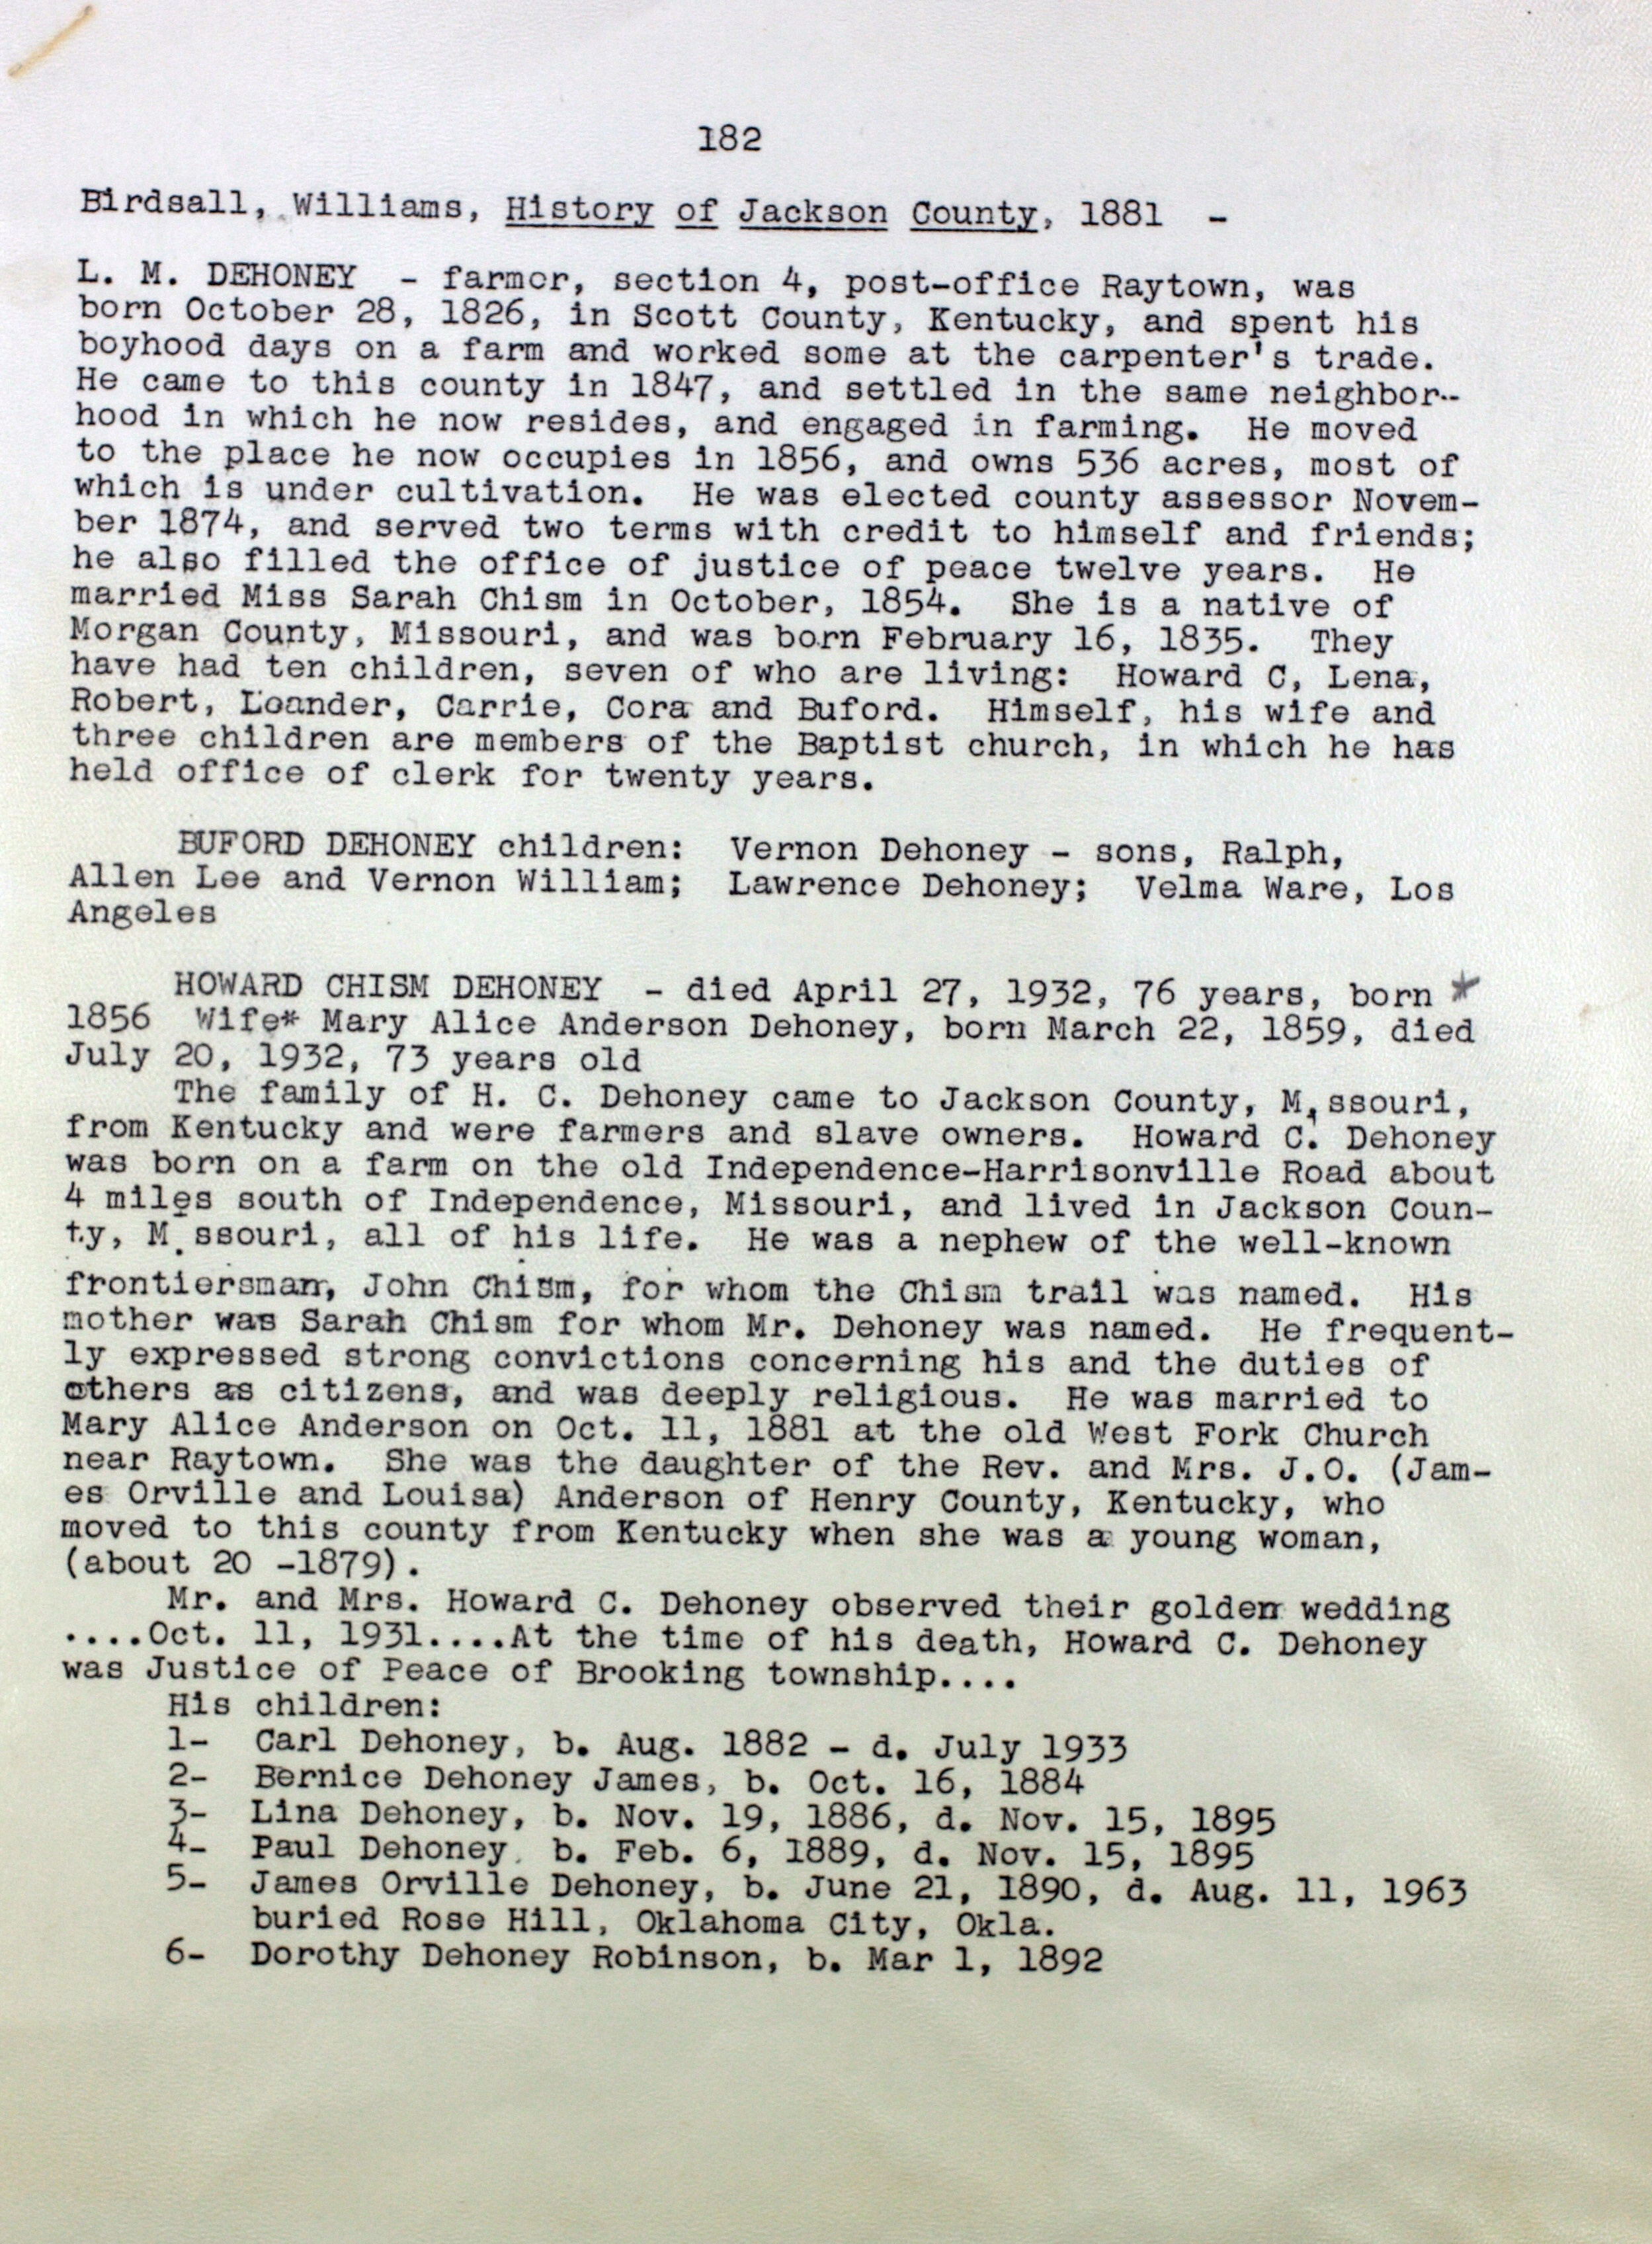 182
Birdsall, Williams, History of Jackson County, 1881 -
L. M. DEHONEY - farmer, section 4, post-office Raytown, was
born October 28, 1826, in Scott County, Kentucky, and spent his
boyhood days on a farm and worked some at the carpenter's trade.
He came to this county in 1847, and settled in the same neighbor-
hood in which he now resides, and engaged in farming. He moved
to the place he now occupies in 1856, and owns 536 acres, most of
which is under cultivation. He was elected county assessor Novem-
ber 1874, and served two terms with credit to himself and friends;
he also filled the office of justice of peace twelve years. He
married Miss Sarah Chism in October, 1854. She is a native of
Morgan County, Missouri, and was born February 16, 1835. They
have had ten children, seven of who are living: Howard C, Lena,
Robert, Leander, Carrie, Cora and Buford. Himself, his wife and
three children are members of the Baptist church, in which he has
held office of clerk for twenty years.
BUFORD DEHONEY children: Vernon Dehoney - sons, Ralph,
Allen Lee and Vernon William; Lawrence Dehoney; Velma Ware, Los
Angeles
HOWARD CHISM DEHONEY - died April 27, 1932, 76 years, born *
1856 Wife* Mary Alice Anderson Dehoney, born March 22, 1859, died
July 20, 1932, 73 years old
The family of H. C. Dehoney came to Jackson County, Missouri,
from Kentucky and were farmers and slave owners. Howard C. Dehoney
was born on a farm on the old Independence-Harrisonville Road about
4 miles south of Independence, Missouri, and lived in Jackson Coun-
ty, Missouri, all of his life. He was a nephew of the well-known
frontiersman, John Chism, for whom the Chism trail was named. His
mother was Sarah Chism for whom Mr. Dehoney was named. He frequent-
ly expressed strong convictions concerning his and the duties of
others as citizens, and was deeply religious. He was married to
Mary Alice Anderson on Oct. 11, 1881 at the old West Fork Church
near Raytown. She was the daughter of the Rev. and Mrs. J.O. (Jam-
es Orville and Louisa) Anderson of Henry County, Kentucky, who
moved to this county from Kentucky when she was a young woman,
(about 20 -1879).
Mr. and Mrs. Howard C. Dehoney observed their golden wedding
....Oct. 11, 1931....At the time of his death, Howard C. Dehoney
was Justice of Peace of Brooking township....
His children:
1- Carl Dehoney, b. Aug. 1882 - d. July 1933
2- Bernice Dehoney James, b. Oct. 16, 1884
3- Lina Dehoney, b. Nov. 19, 1886, d. Nov. 15, 1895
4- Paul Dehoney, b. Feb. 6, 1889, d. Nov. 15, 1895
5- James Orville Dehoney, b. June 21, 1890, d. Aug. 11, 1963
buried Rose Hill, Oklahoma City, Okla.
6- Dorothy Dehoney Robinson, b. Mar 1, 1892